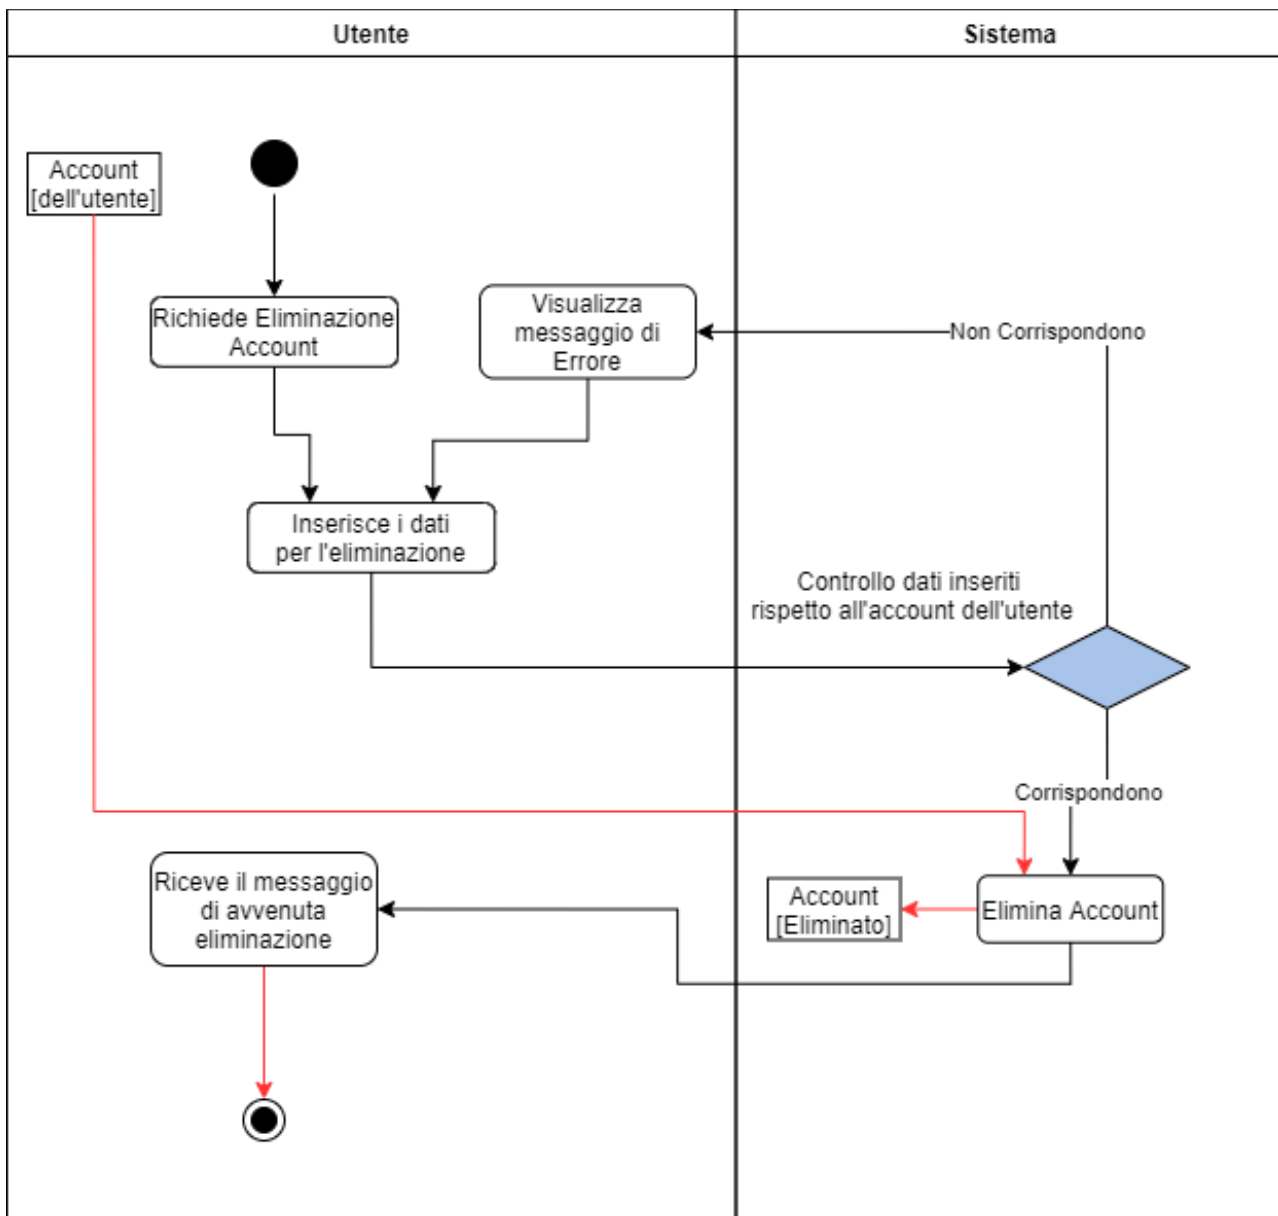 Utente
Sistema
Account
[dell'utente]
Richiede Eliminazione
Account
Visualizza
messaggio di
Errore
Non Corrispondono
Inserisce i dati
per l'eliminazione
Controllo dati inseriti
rispetto all'account dell'utente
Corrispondono
Riceve il messaggio
di avvenuta
eliminazione
Account
[Eliminato]
Elimina Account